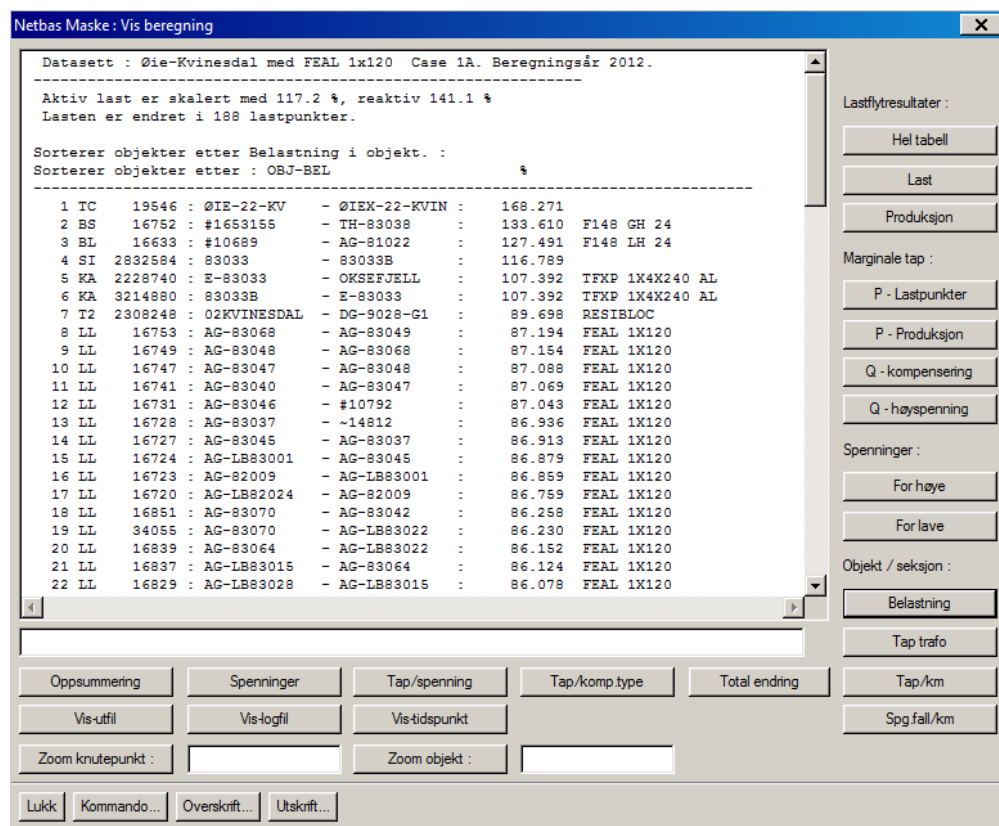 Netbas Maske : Vis beregning
Datasett : Øie-Kvinesdal med FEAL 1x120  Case 1A. Beregningsår 2012.
-------------------------------------------------------------
Aktiv last er skalert med 117.2 %, reaktiv 141.1 %
Lasten er endret i 188 lastpunkter.
Sorterer objekter etter Belastning i objekt. :
Sorterer objekter etter : OBJ-BEL %
--------------------------------------------------------------------------------
1 TC 19546 : ØIE-22-KV - ØIEX-22-KVIN : 168.271
2 BS 16752 : #1653155 - TH-83038 : 133.610 F148 GH 24
3 BL 16633 : #10689 - AG-81022 : 127.491 F148 LH 24
4 SI 2832584 : 83033 - 83033B : 116.789
5 KA 2228740 : E-83033 - OKSEFJELL : 107.392 TFXP 1X4X240 AL
6 KA 3214880 : 83033B - E-83033 : 107.392 TFXP 1X4X240 AL
7 T2 2308248 : 02KVINESDAL - DG-9028-G1 : 89.698 RESIBLOC
8 LL 16753 : AG-83068 - AG-83049 : 87.194 FEAL 1X120
9 LL 16749 : AG-83048 - AG-83068 : 87.154 FEAL 1X120
10 LL 16747 : AG-83047 - AG-83048 : 87.088 FEAL 1X120
11 LL 16741 : AG-83040 - AG-83047 : 87.069 FEAL 1X120
12 LL 16731 : AG-83046 - #10792 : 87.043 FEAL 1X120
13 LL 16728 : AG-83037 - ~14812 : 86.936 FEAL 1X120
14 LL 16727 : AG-83045 - AG-83037 : 86.913 FEAL 1X120
15 LL 16724 : AG-LB83001 - AG-83045 : 86.879 FEAL 1X120
16 LL 16723 : AG-82009 - AG-LB83001 : 86.859 FEAL 1X120
17 LL 16720 : AG-LB82024 - AG-82009 : 86.759 FEAL 1X120
18 LL 16851 : AG-83070 - AG-83042 : 86.258 FEAL 1X120
19 LL 34055 : AG-83070 - AG-LB83022 : 86.230 FEAL 1X120
20 LL 16839 : AG-83064 - AG-LB83022 : 86.152 FEAL 1X120
21 LL 16837 : AG-LB83015 - AG-83064 : 86.124 FEAL 1X120
22 LL 16829 : AG-LB83028 - AG-LB83015 : 86.078 FEAL 1X120
Lastflytresultater :
Hel tabell
Last
Produksjon
Marginale tap :
P - Lastpunkter
P - Produksjon
Q - kompensering
Q - høyspenning
Spenninger :
For høye
For lave
Objekt / seksjon :
Belastning
Tap trafo
Tap/km
Spg.fall/km
Oppsummering
Spenninger
Tap/spenning
Tap/komp.type
Total endring
Vis-utfil
Vis-logfil
Vis-tidspunkt
Zoom knutepunkt :
Zoom objekt :
Lukk
Kommando...
Overskrift...
Utskrift...